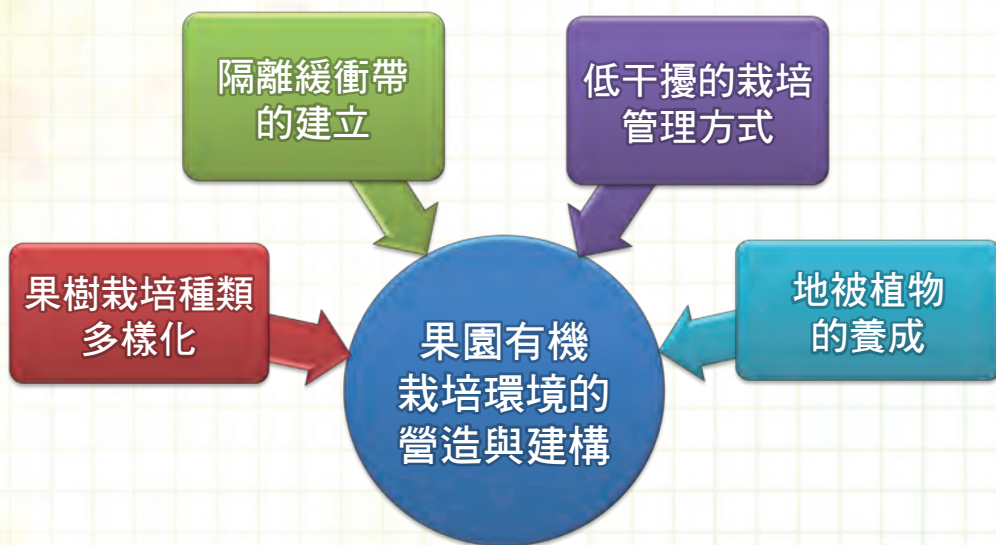 隔離緩衝帶
的建立
低干擾的栽培
管理方式
果樹栽培種類
多樣化
地被植物
的養成
果園有機
栽培環境的
營造與建構